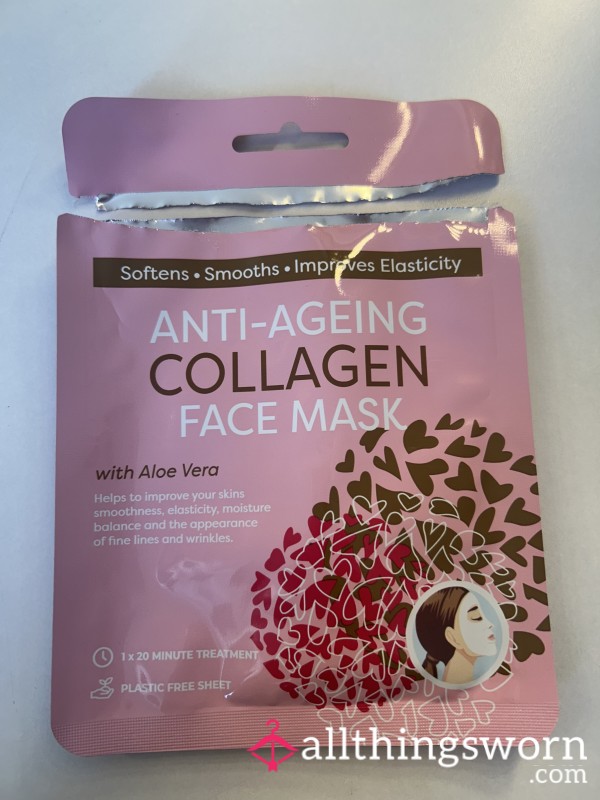 Softens • Smooths • Improves Elasticity
ANTI-AGEING
COLLAGEN
FACE MASK
with Aloe Vera
Helps to improve your skins
smoothness, elasticity, moisture
balance and the appearance
of fine lines and wrinkles.
1 x 20 MINUTE TREATMENT
PLASTIC FREE SHEET
allthingsworn
.com